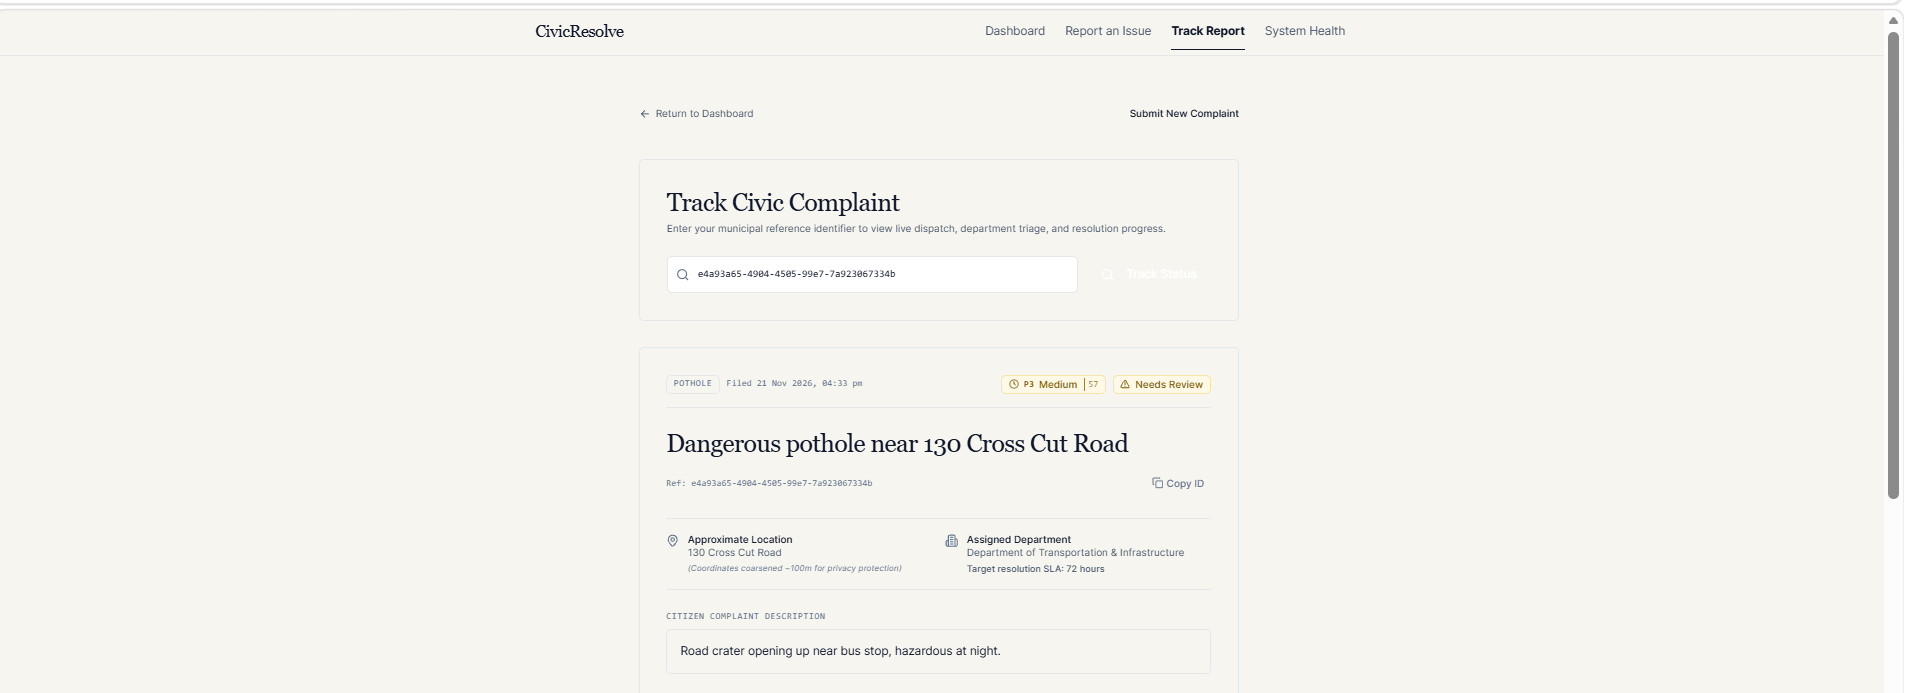 CivicResolve
Dashboard Report an Issue Track Report System Health
← Return to Dashboard
Submit New Complaint
Track Civic Complaint
Enter your municipal reference identifier to view live dispatch, department triage, and resolution progress.
e4a93a65-4904-4505-99e7-7a923067334b
Track Status
POTHOLE Filed 21 Nov 2026, 04:33 pm
P3 Medium 57
Needs Review
Dangerous pothole near 130 Cross Cut Road
Ref: e4a93a65-4904-4505-99e7-7a923067334b
Copy ID
Approximate Location
130 Cross Cut Road
(Coordinates coarsened ~100m for privacy protection)
Assigned Department
Department of Transportation & Infrastructure
Target resolution SLA: 72 hours
CITIZEN COMPLAINT DESCRIPTION
Road crater opening up near bus stop, hazardous at night.